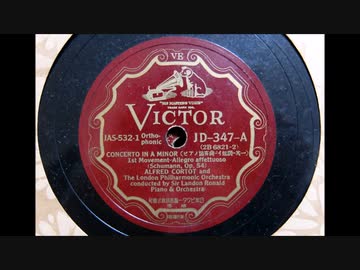 VE
"HIS MASTER'S VOICE"
VICTOR
JAS-532-1
Ortho-
phonic
JD-347-A
(2B 6821-2)
CONCERTO IN A MINOR
1st Movement-Allegro affettuoso
(Schumann, Op. 54)
ALFRED CORTOT and
The London Philharmonic Orchestra
conducted by Sir Landon Ronald
Piano & Orchestra